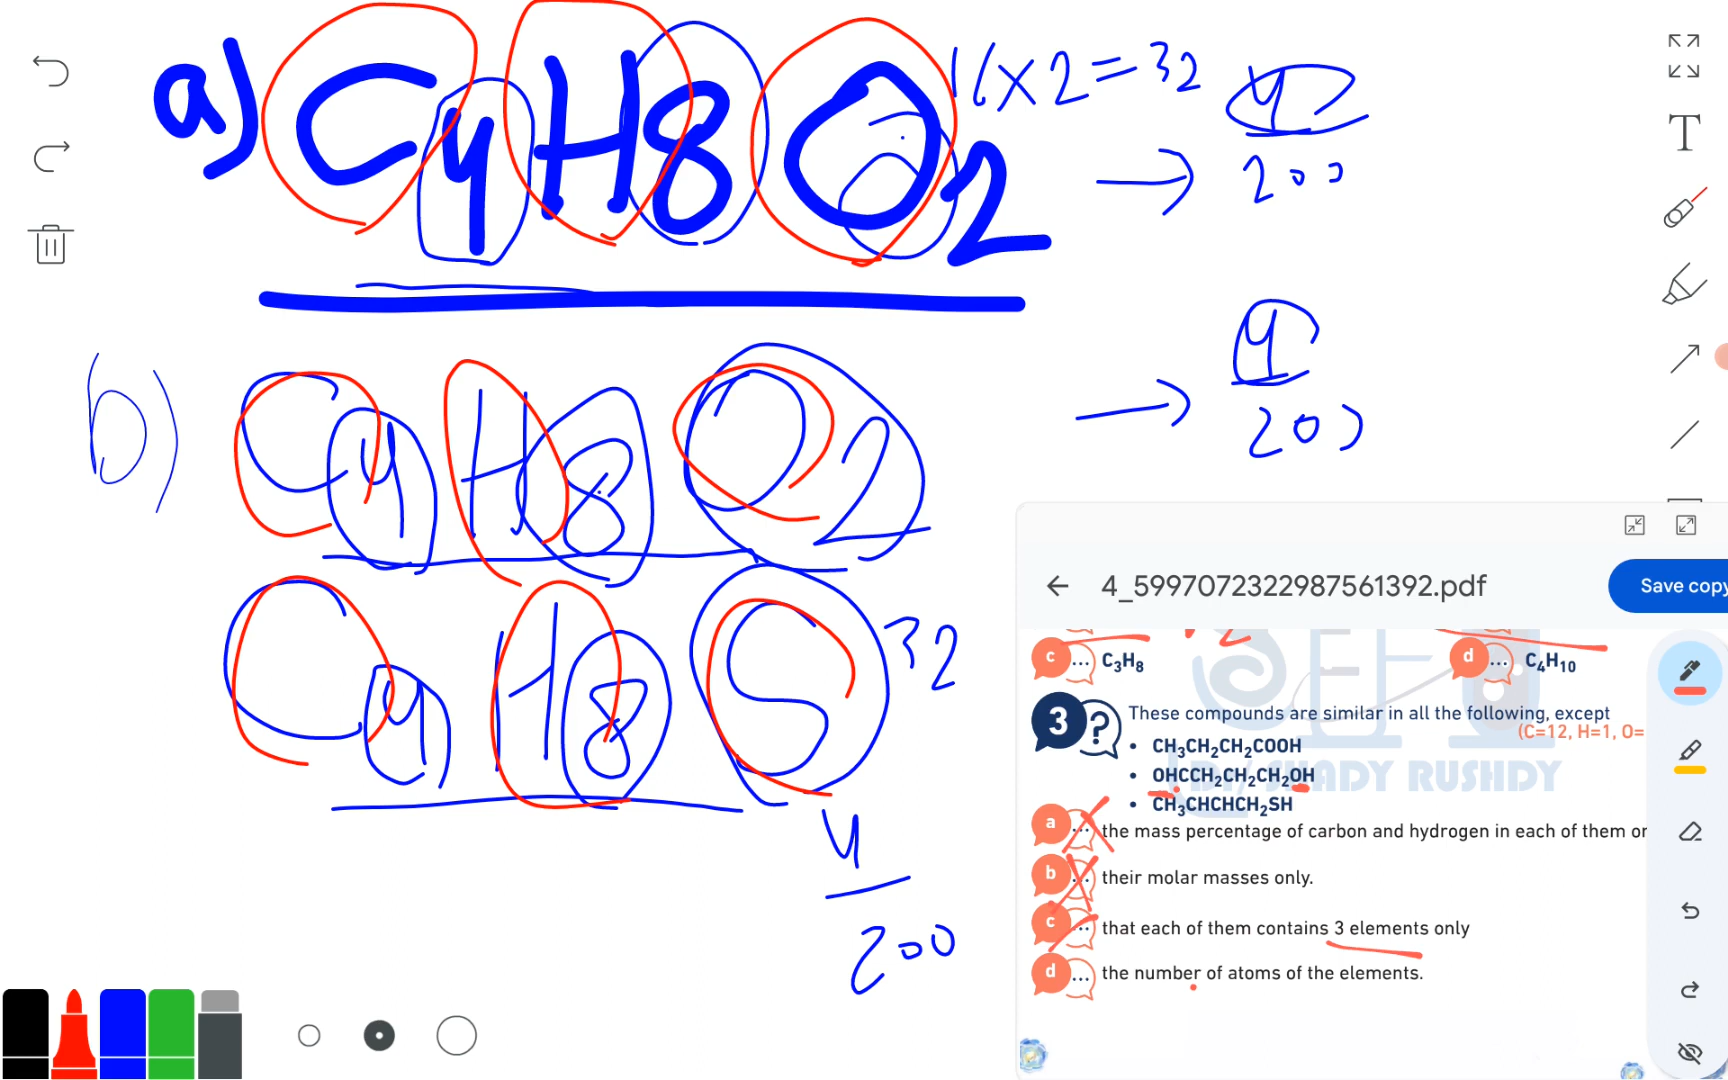 a) C4H8O2 16x2=32 → 4
200
b) C4H8O2 → 4
200
C4H8S 32
4
200
T
4_5997072322987561392.pdf
Save copy
c ... C₃H₈
d ... C₄H₁₀
3 ? These compounds are similar in all the following, except
(C=12, H=1, O=
• CH₃CH₂CH₂COOH
• OHCCH₂CH₂CH₂OH
• CH₃CHCHCH₂SH
DR/ SHADY RUSHDY
a ... the mass percentage of carbon and hydrogen in each of them or
b ... their molar masses only.
c ... that each of them contains 3 elements only
d ... the number of atoms of the elements.